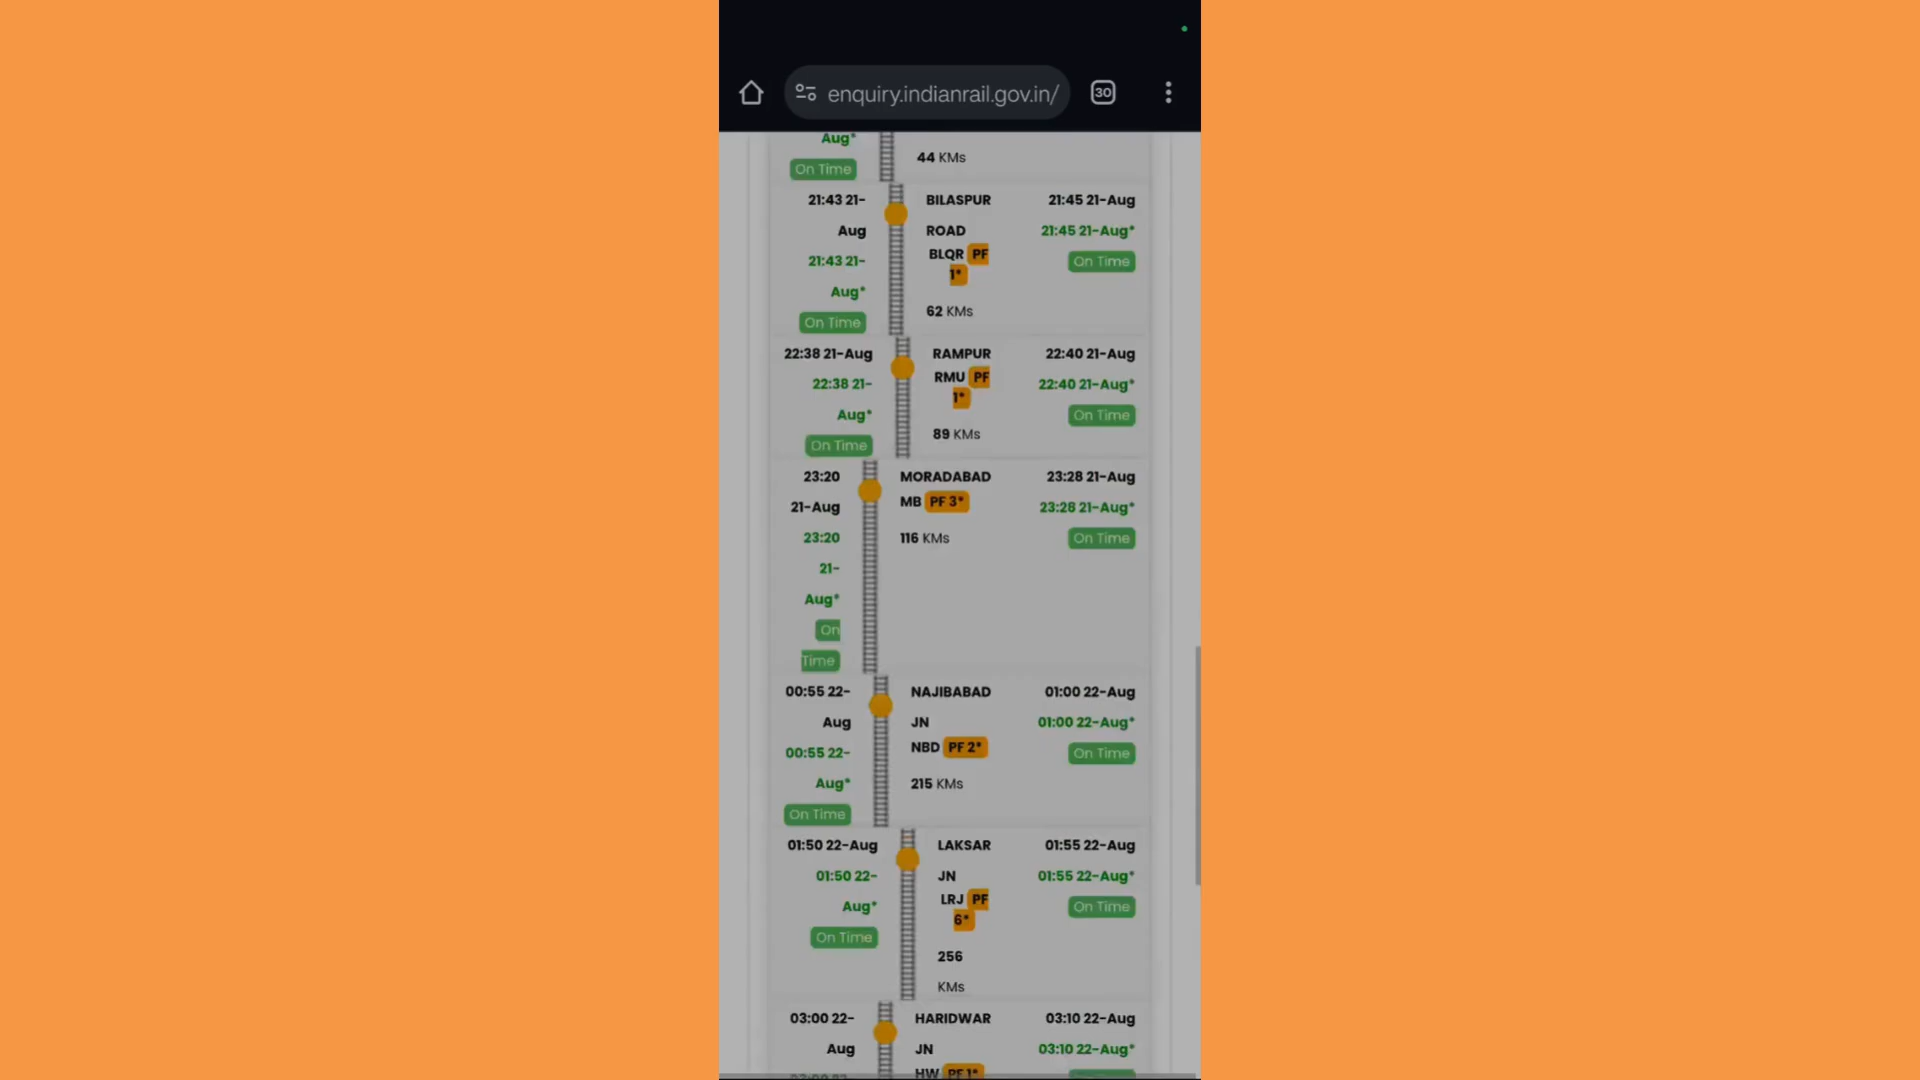 enquiry.indianrail.gov.in/
30
Aug*
44 KMs
On Time
21:43 21-
Aug
21:43 21-
Aug*
On Time
BILASPUR
ROAD
BLQR PF
1*
62 KMs
21:45 21-Aug
21:45 21-Aug*
On Time
22:38 21-Aug
22:38 21-
Aug*
On Time
RAMPUR
RMU PF
1*
89 KMs
22:40 21-Aug
22:40 21-Aug*
On Time
23:20
21-Aug
23:20
21-
Aug*
On
Time
MORADABAD
MB PF 3*
116 KMs
23:28 21-Aug
23:28 21-Aug*
On Time
00:55 22-
Aug
00:55 22-
Aug*
On Time
NAJIBABAD
JN
NBD PF 2*
215 KMs
01:00 22-Aug
01:00 22-Aug*
On Time
01:50 22-Aug
01:50 22-
Aug*
On Time
LAKSAR
JN
LRJ PF
6*
256
KMs
01:55 22-Aug
01:55 22-Aug*
On Time
03:00 22-
Aug
HARIDWAR
JN
HW PF 1*
03:10 22-Aug
03:10 22-Aug*